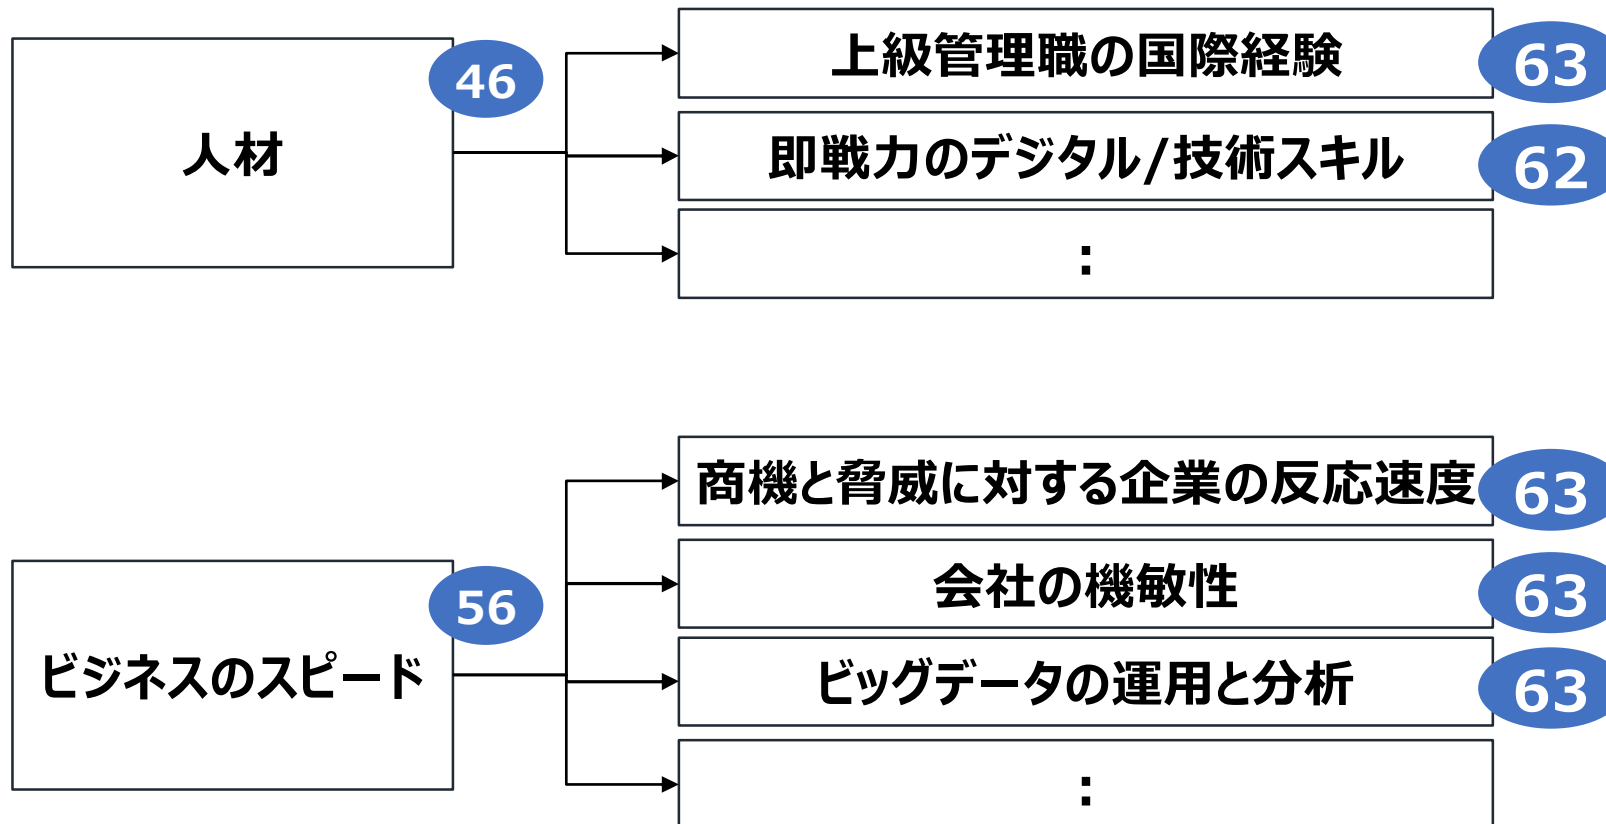 上級管理職の国際経験
63
46
人材
即戦力のデジタル/技術スキル
62
:
商機と脅威に対する企業の反応速度
63
56
ビジネスのスピード
会社の機敏性
63
ビッグデータの運用と分析
63
: